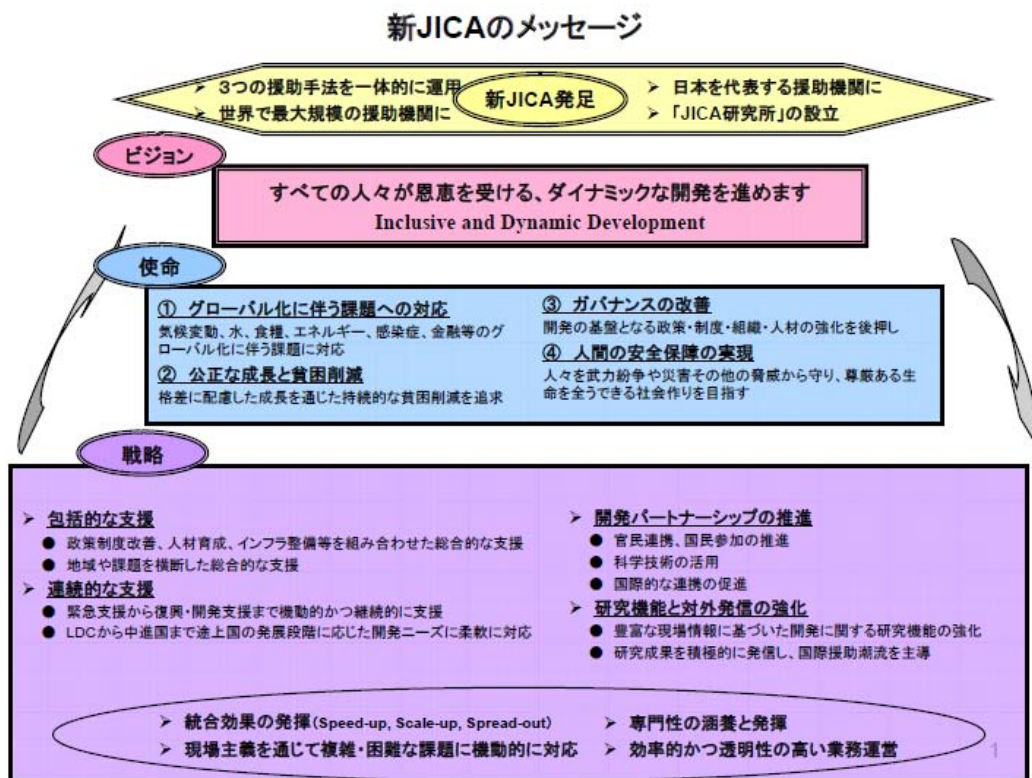 新JICAのメッセージ
➢ 3つの援助手法を一体的に運用
➢ 世界で最大規模の援助機関に
新JICA発足
➢ 日本を代表する援助機関に
➢ 「JICA研究所」の設立
ビジョン
すべての人々が恩恵を受ける、ダイナミックな開発を進めます
Inclusive and Dynamic Development
使命
① グローバル化に伴う課題への対応
気候変動、水、食糧、エネルギー、感染症、金融等のグ
ローバル化に伴う課題に対応
② 公正な成長と貧困削減
格差に配慮した成長を通じた持続的な貧困削減を追求
③ ガバナンスの改善
開発の基盤となる政策・制度・組織・人材の強化を後押し
④ 人間の安全保障の実現
人々を武力紛争や災害その他の脅威から守り、尊厳ある生
命を全うできる社会作りを目指す
戦略
➢ 包括的な支援
● 政策制度改善、人材育成、インフラ整備等を組み合わせた総合的な支援
● 地域や課題を横断した総合的な支援
➢ 連続的な支援
● 緊急支援から復興・開発支援まで機動的かつ継続的に支援
● LDCから中進国まで途上国の発展段階に応じた開発ニーズに柔軟に対応
➢ 開発パートナーシップの推進
● 官民連携、国民参加の推進
● 科学技術の活用
● 国際的な連携の促進
➢ 研究機能と対外発信の強化
● 豊富な現場情報に基づいた開発に関する研究機能の強化
● 研究成果を積極的に発信し、国際援助潮流を主導
➢ 統合効果の発揮(Speed-up, Scale-up, Spread-out)
➢ 現場主義を通じて複雑・困難な課題に機動的に対応
➢ 専門性の涵養と発揮
➢ 効率的かつ透明性の高い業務運営
1